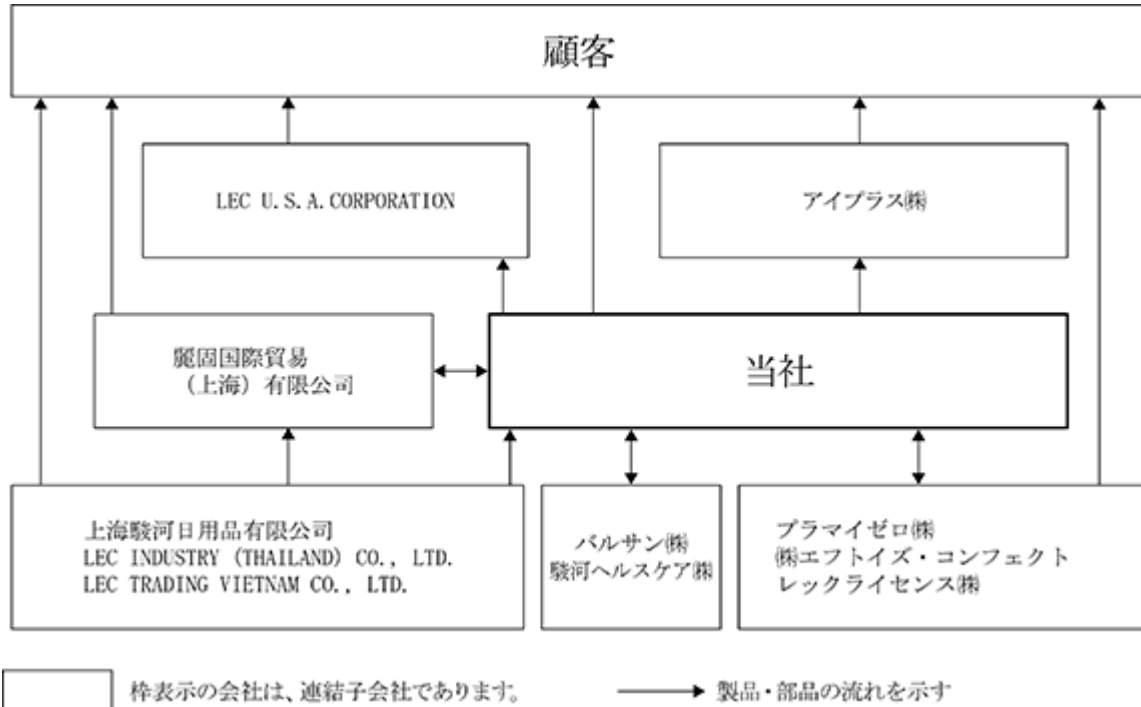 顧客
LEC U.S.A.CORPORATION
アイプラス㈱
麗固国際貿易
(上海)有限公司
当社
上海駿河日用品有限公司
LEC INDUSTRY (THAILAND) CO., LTD.
LEC TRADING VIETNAM CO., LTD.
バルサン㈱
駿河ヘルスケア㈱
プラマイゼロ㈱
㈱エフトイズ・コンフェクト
レックライセンス㈱
枠表示の会社は、連結子会社であります。
製品・部品の流れを示す